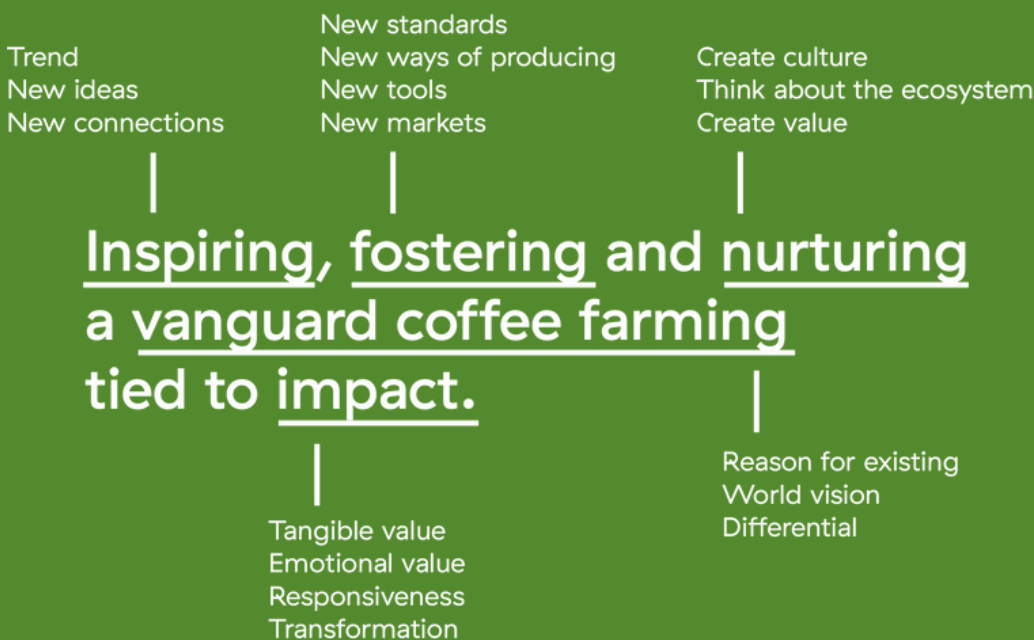 Trend
New ideas
New connections
New standards
New ways of producing
New tools
New markets
Create culture
Think about the ecosystem
Create value
Inspiring, fostering and nurturing
a vanguard coffee farming
tied to impact.
Tangible value
Emotional value
Responsiveness
Transformation
Reason for existing
World vision
Differential